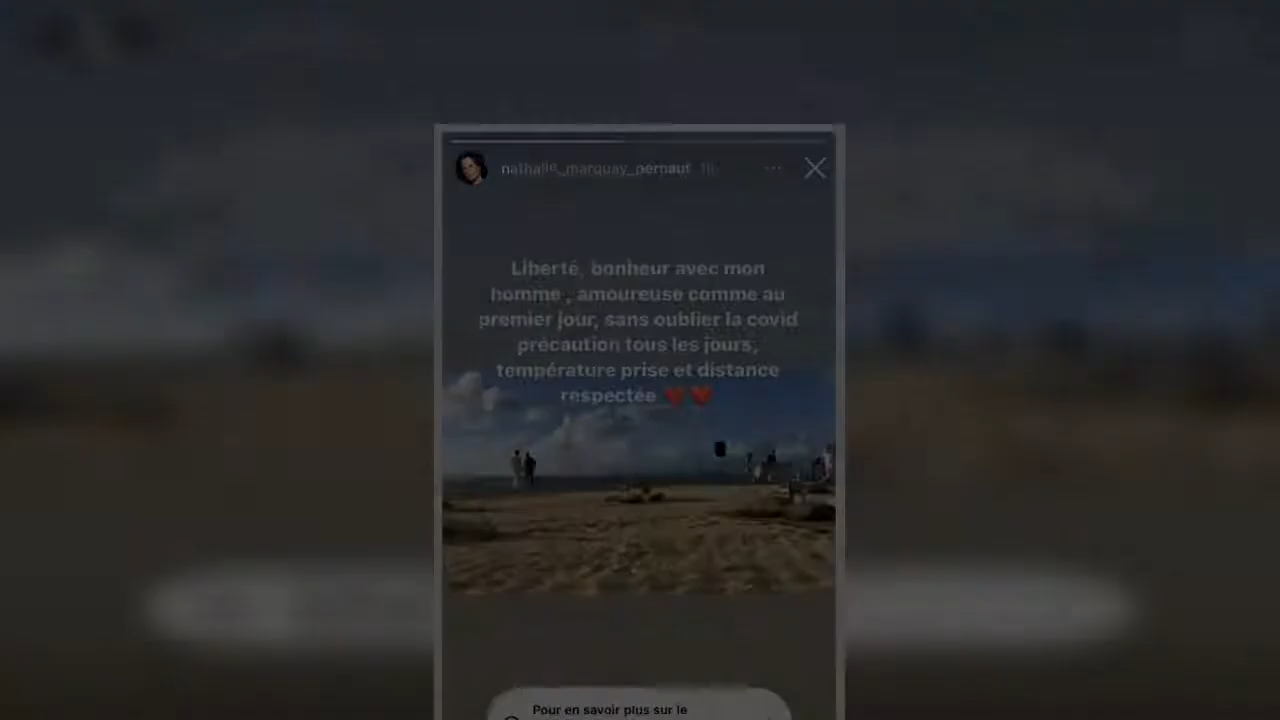 nathalie_marquay_pernaut
Liberté, bonheur avec mon
homme , amoureuse comme au
premier jour, sans oublier la covid
précaution tous les jours,
température prise et distance
respectée ❤️❤️
Pour en savoir plus sur le